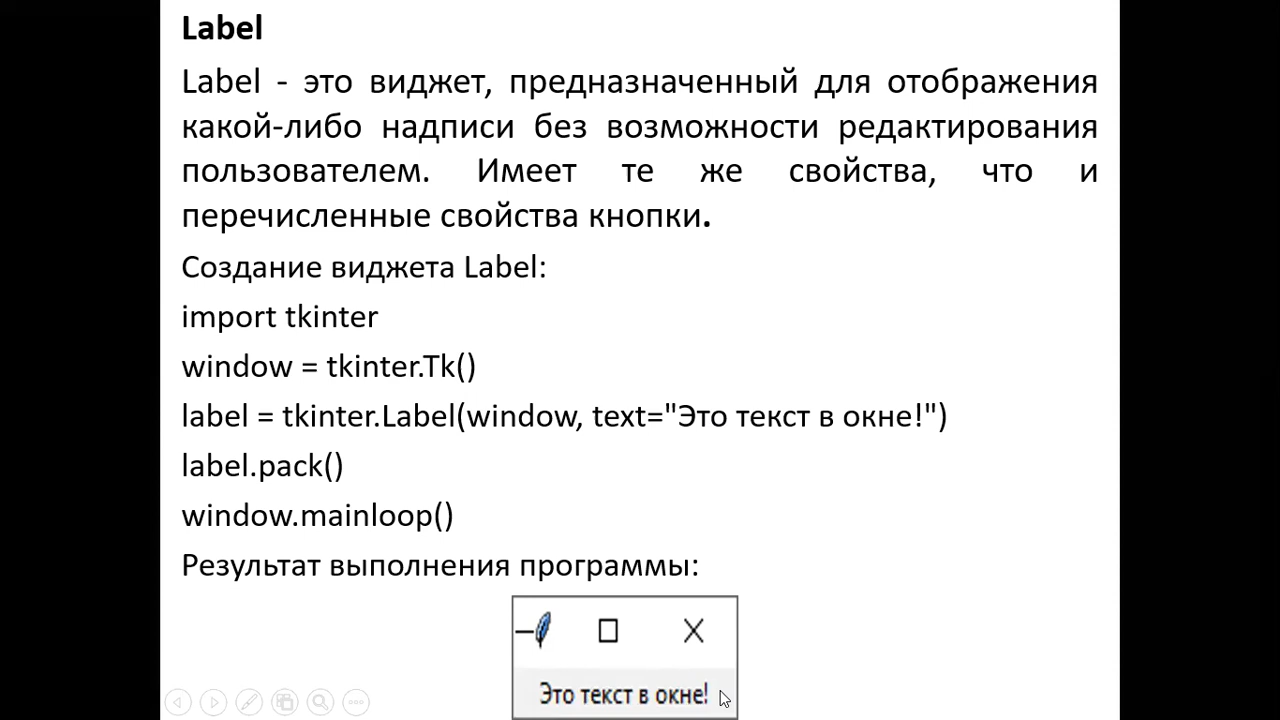 Label
Label - это виджет, предназначенный для отображения
какой-либо надписи без возможности редактирования
пользователем. Имеет те же свойства, что и
перечисленные свойства кнопки.
Создание виджета Label:
import tkinter
window = tkinter.Tk()
label = tkinter.Label(window, text="Это текст в окне!")
label.pack()
window.mainloop()
Результат выполнения программы:
Это текст в окне!